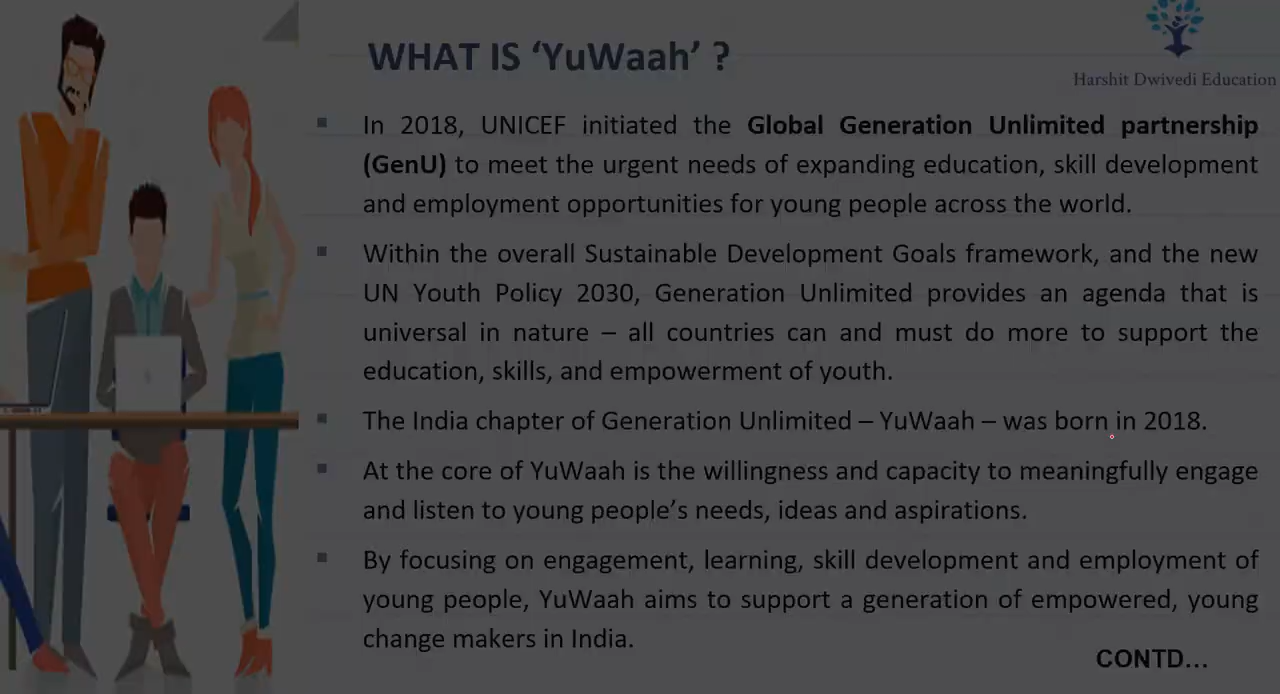 WHAT IS ‘YuWaah’ ?
Harshit Dwivedi Education
▪ In 2018, UNICEF initiated the Global Generation Unlimited partnership
(GenU) to meet the urgent needs of expanding education, skill development
and employment opportunities for young people across the world.
▪ Within the overall Sustainable Development Goals framework, and the new
UN Youth Policy 2030, Generation Unlimited provides an agenda that is
universal in nature – all countries can and must do more to support the
education, skills, and empowerment of youth.
▪ The India chapter of Generation Unlimited – YuWaah – was born in 2018.
▪ At the core of YuWaah is the willingness and capacity to meaningfully engage
and listen to young people’s needs, ideas and aspirations.
▪ By focusing on engagement, learning, skill development and employment of
young people, YuWaah aims to support a generation of empowered, young
change makers in India.
CONTD...